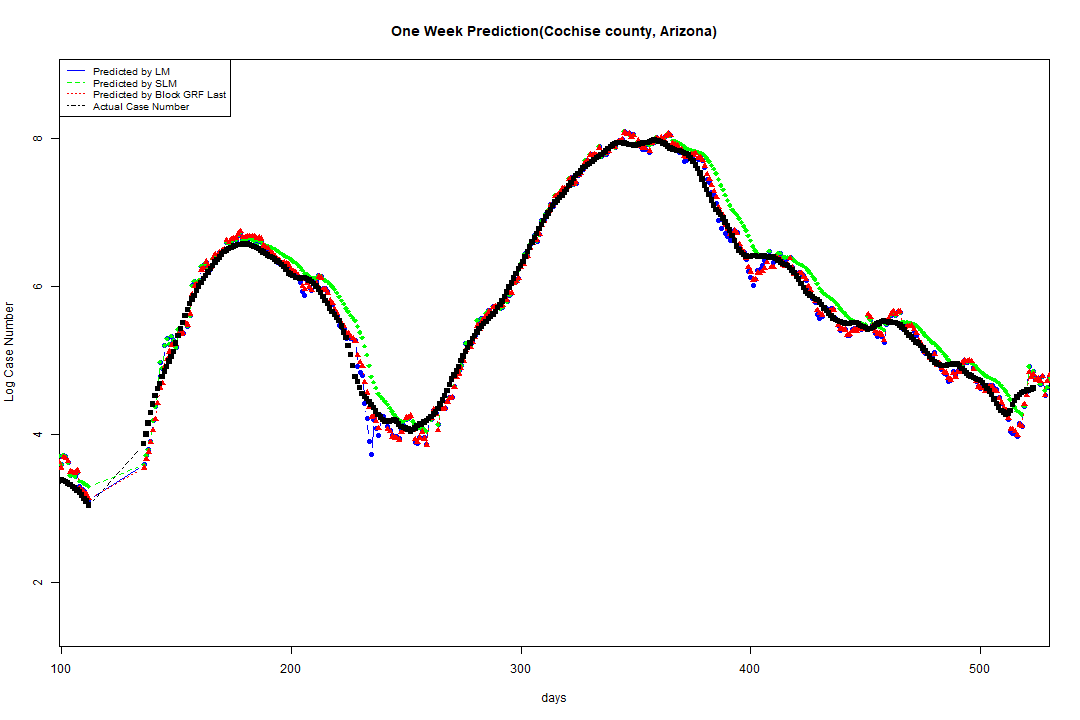 One Week Prediction(Cochise county, Arizona)
Predicted by LM
Predicted by SLM
Predicted by Block GRF Last
Actual Case Number
8
6
4
2
Log Case Number
100 200 300 400 500
days